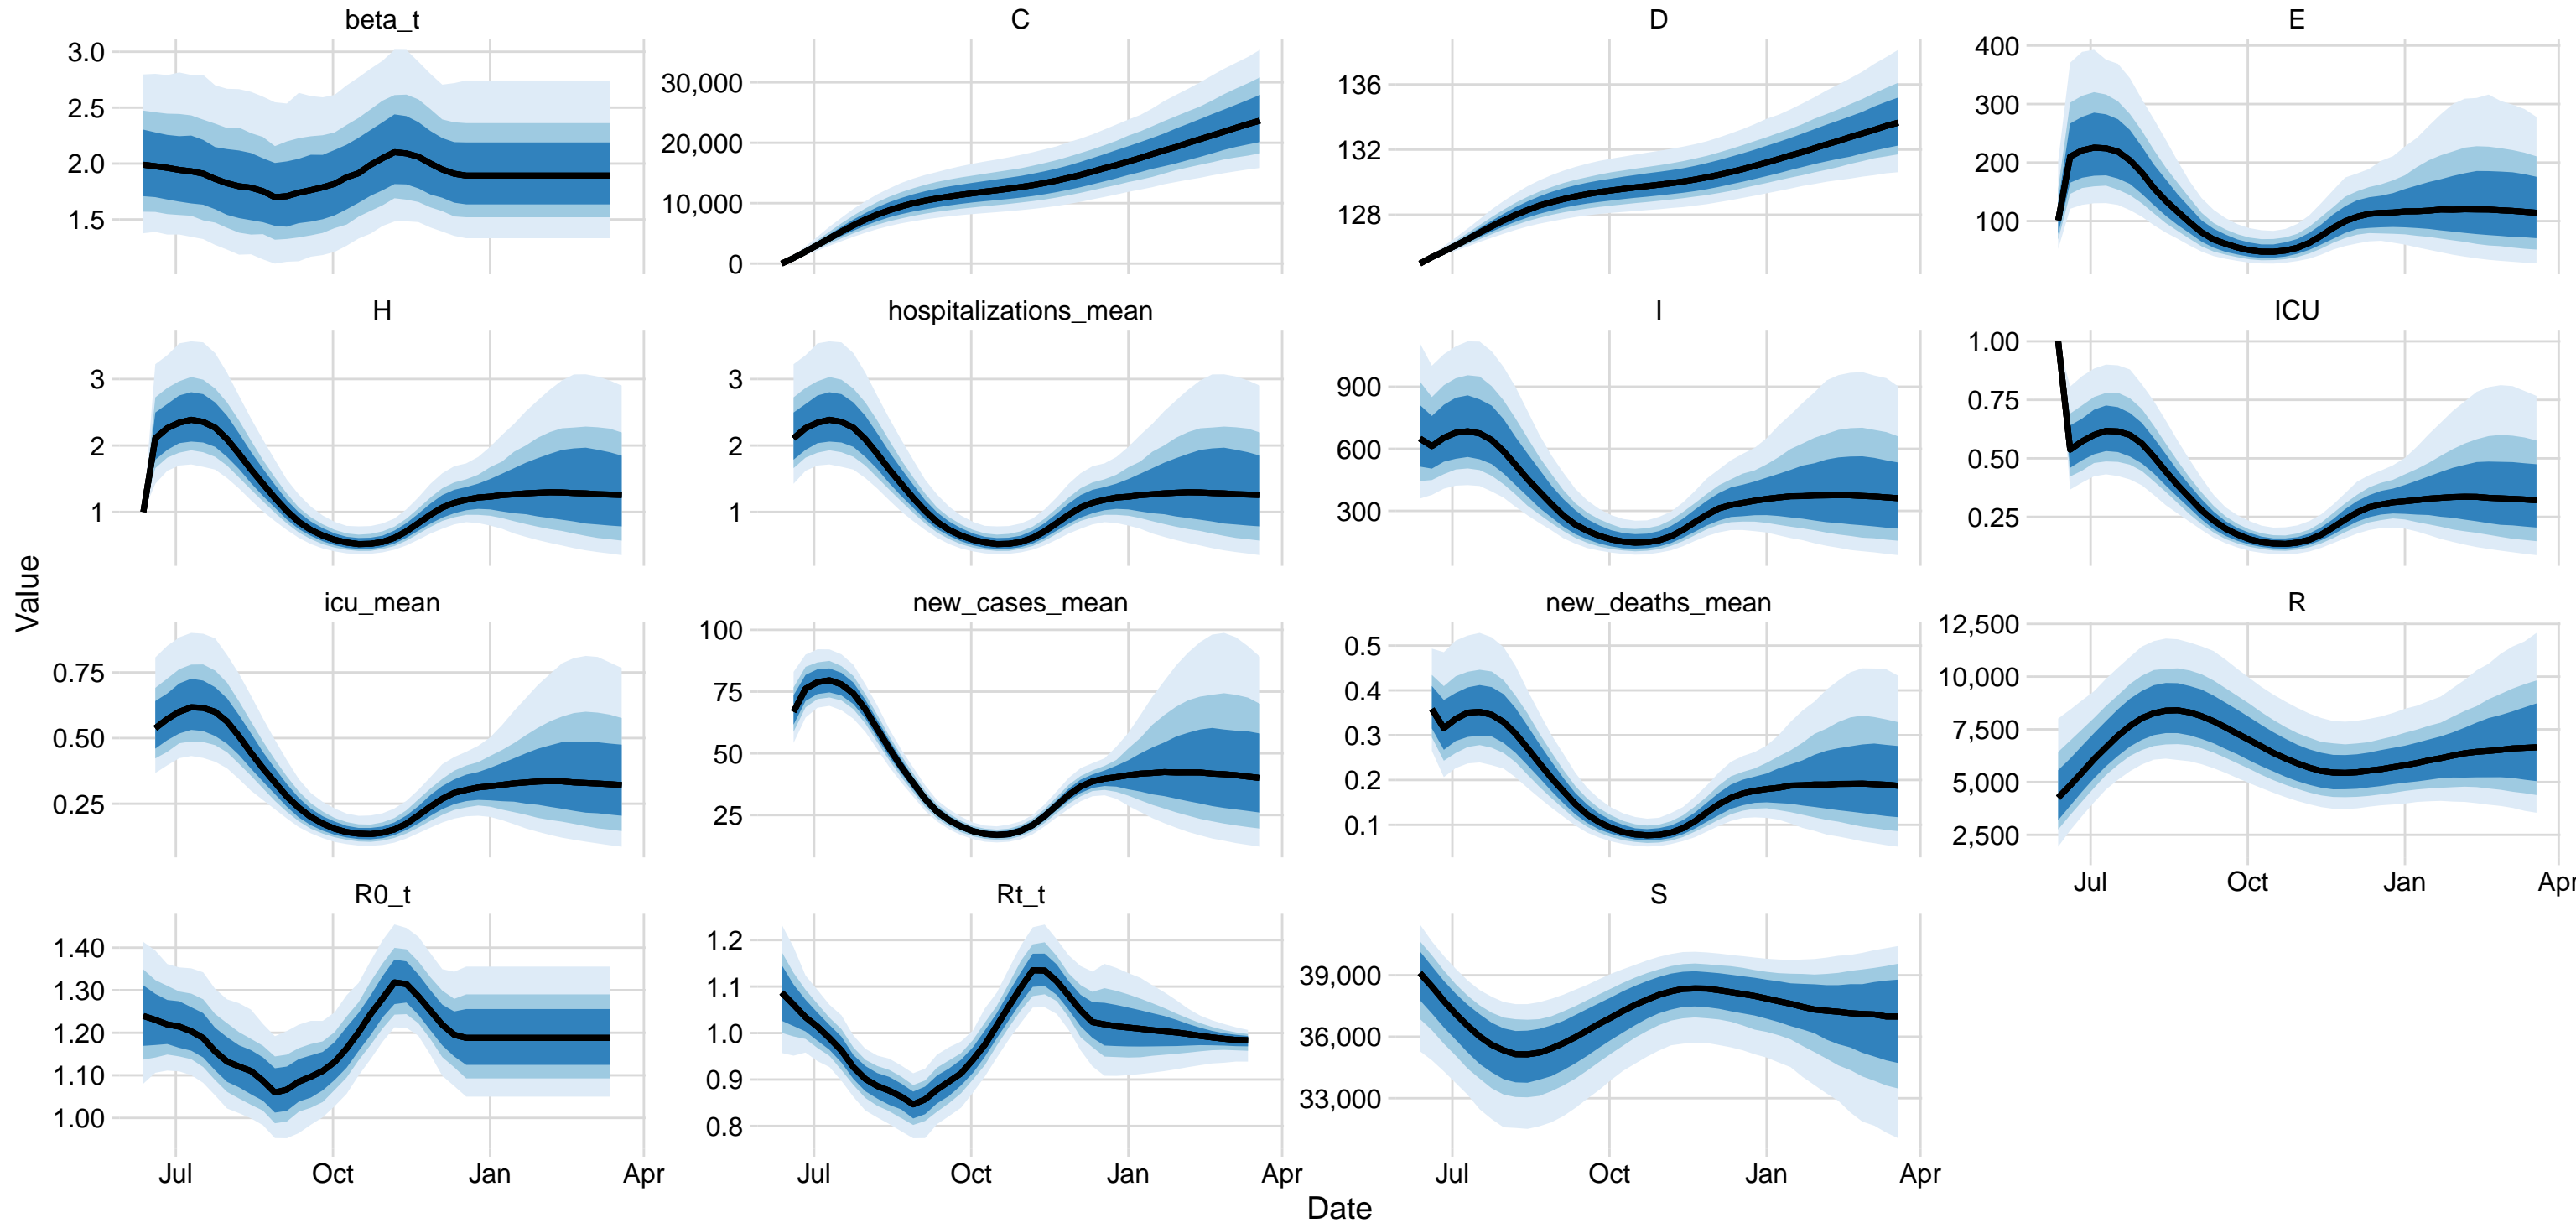 beta_t
3.0
2.5
2.0
1.5
C
30,000
20,000
10,000
0
D
136
132
128
E
400
300
200
100
H
3
2
1
hospitalizations_mean
3
2
1
I
900
600
300
ICU
1.00
0.75
0.50
0.25
Value
icu_mean
0.75
0.50
0.25
new_cases_mean
100
75
50
25
new_deaths_mean
0.5
0.4
0.3
0.2
0.1
R
12,500
10,000
7,500
5,000
2,500
Jul Oct Jan Apr
R0_t
1.40
1.30
1.20
1.10
1.00
Jul Oct Jan Apr
Rt_t
1.2
1.1
1.0
0.9
0.8
Jul Oct Jan Apr
S
39,000
36,000
33,000
Jul Oct Jan Apr
Date